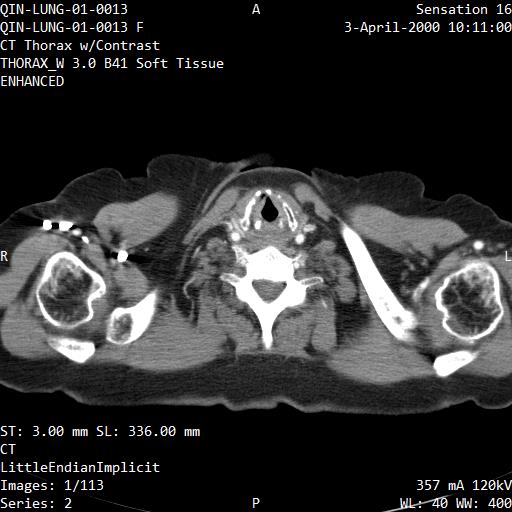 QIN-LUNG-01-0013
A
Sensation 16
QIN-LUNG-01-0013 F
3-April-2000 10:11:00
CT Thorax w/Contrast
THORAX_W 3.0 B41 Soft Tissue
ENHANCED
R
L
ST: 3.00 mm SL: 336.00 mm
CT
LittleEndianImplicit
Images: 1/113
357 mA 120kV
Series: 2
P
WL: 40 WW: 400